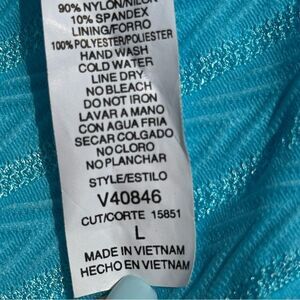 90% NYLON/NILON
10% SPANDEX
LINING/FORRO
100% POLYESTER/POLIESTER
HAND WASH
COLD WATER
LINE DRY
NO BLEACH
DO NOT IRON
LAVAR A MANO
CON AGUA FRIA
SECAR COLGADO
NO CLORO
NO PLANCHAR
STYLE/ESTILO
V40846
CUT/CORTE 15851
L
MADE IN VIETNAM
HECHO EN VIETNAM